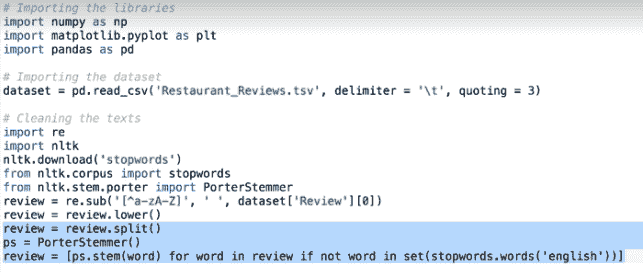 # Importing the libraries
import numpy as np
import matplotlib.pyplot as plt
import pandas as pd
# Importing the dataset
dataset = pd.read_csv('Restaurant_Reviews.tsv', delimiter = '\t', quoting = 3)
# Cleaning the texts
import re
import nltk
nltk.download('stopwords')
from nltk.corpus import stopwords
from nltk.stem.porter import PorterStemmer
review = re.sub('[^a-zA-Z]', ' ', dataset['Review'][0])
review = review.lower()
review = review.split()
ps = PorterStemmer()
review = [ps.stem(word) for word in review if not word in set(stopwords.words('english'))]